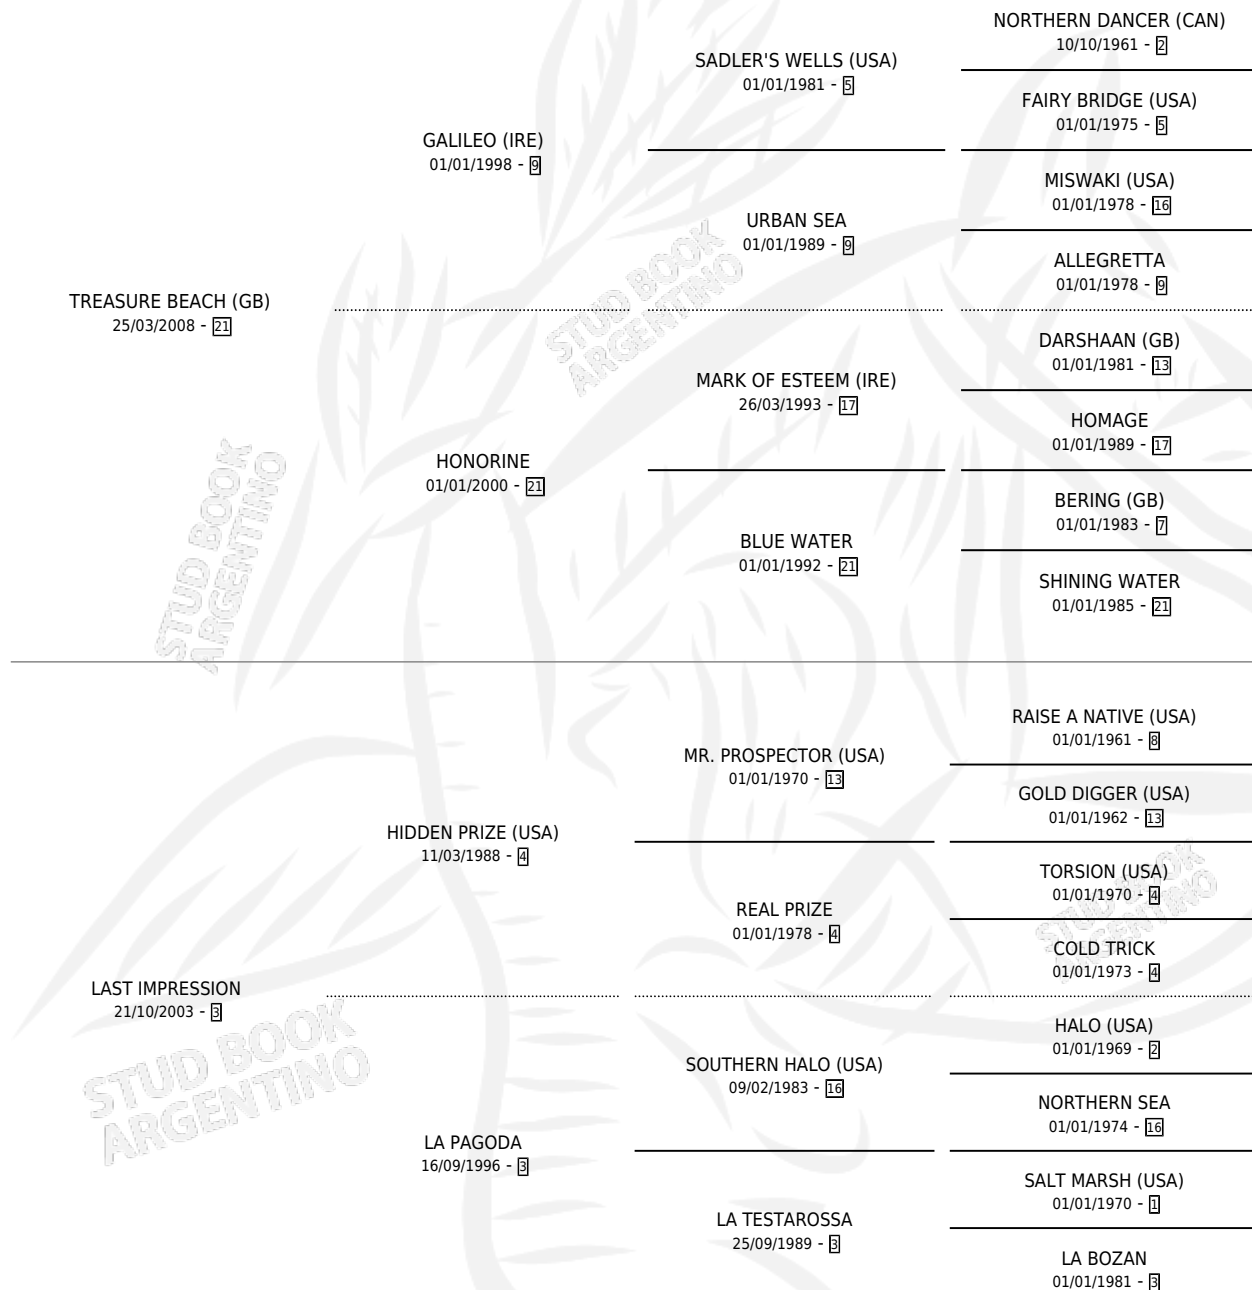 NORTHERN DANCER (CAN)
10/10/1961 - 2
SADLER'S WELLS (USA)
01/01/1981 - 5
FAIRY BRIDGE (USA)
01/01/1975 - 5
GALILEO (IRE)
01/01/1998 - 9
MISWAKI (USA)
01/01/1978 - 16
URBAN SEA
01/01/1989 - 9
ALLEGRETTA
01/01/1978 - 9
TREASURE BEACH (GB)
25/03/2008 - 21
STUD BOOK
ARGENTINO
DARSHAAN (GB)
01/01/1981 - 13
MARK OF ESTEEM (IRE)
26/03/1993 - 17
HOMAGE
01/01/1989 - 17
HONORINE
01/01/2000 - 21
BERING (GB)
01/01/1983 - 7
BLUE WATER
01/01/1992 - 21
SHINING WATER
01/01/1985 - 21
STUD BOOK
ARGENTINO
RAISE A NATIVE (USA)
01/01/1961 - 8
MR. PROSPECTOR (USA)
01/01/1970 - 13
GOLD DIGGER (USA)
01/01/1962 - 13
HIDDEN PRIZE (USA)
11/03/1988 - 4
TORSION (USA)
01/01/1970 - 4
REAL PRIZE
01/01/1978 - 4
COLD TRICK
01/01/1973 - 4
STUD BOOK
ARGENTINO
LAST IMPRESSION
21/10/2003 - 3
STUD BOOK
ARGENTINO
HALO (USA)
01/01/1969 - 2
SOUTHERN HALO (USA)
09/02/1983 - 16
NORTHERN SEA
01/01/1974 - 16
LA PAGODA
16/09/1996 - 3
SALT MARSH (USA)
01/01/1970 - 1
LA TESTAROSSA
25/09/1989 - 3
LA BOZAN
01/01/1981 - 3